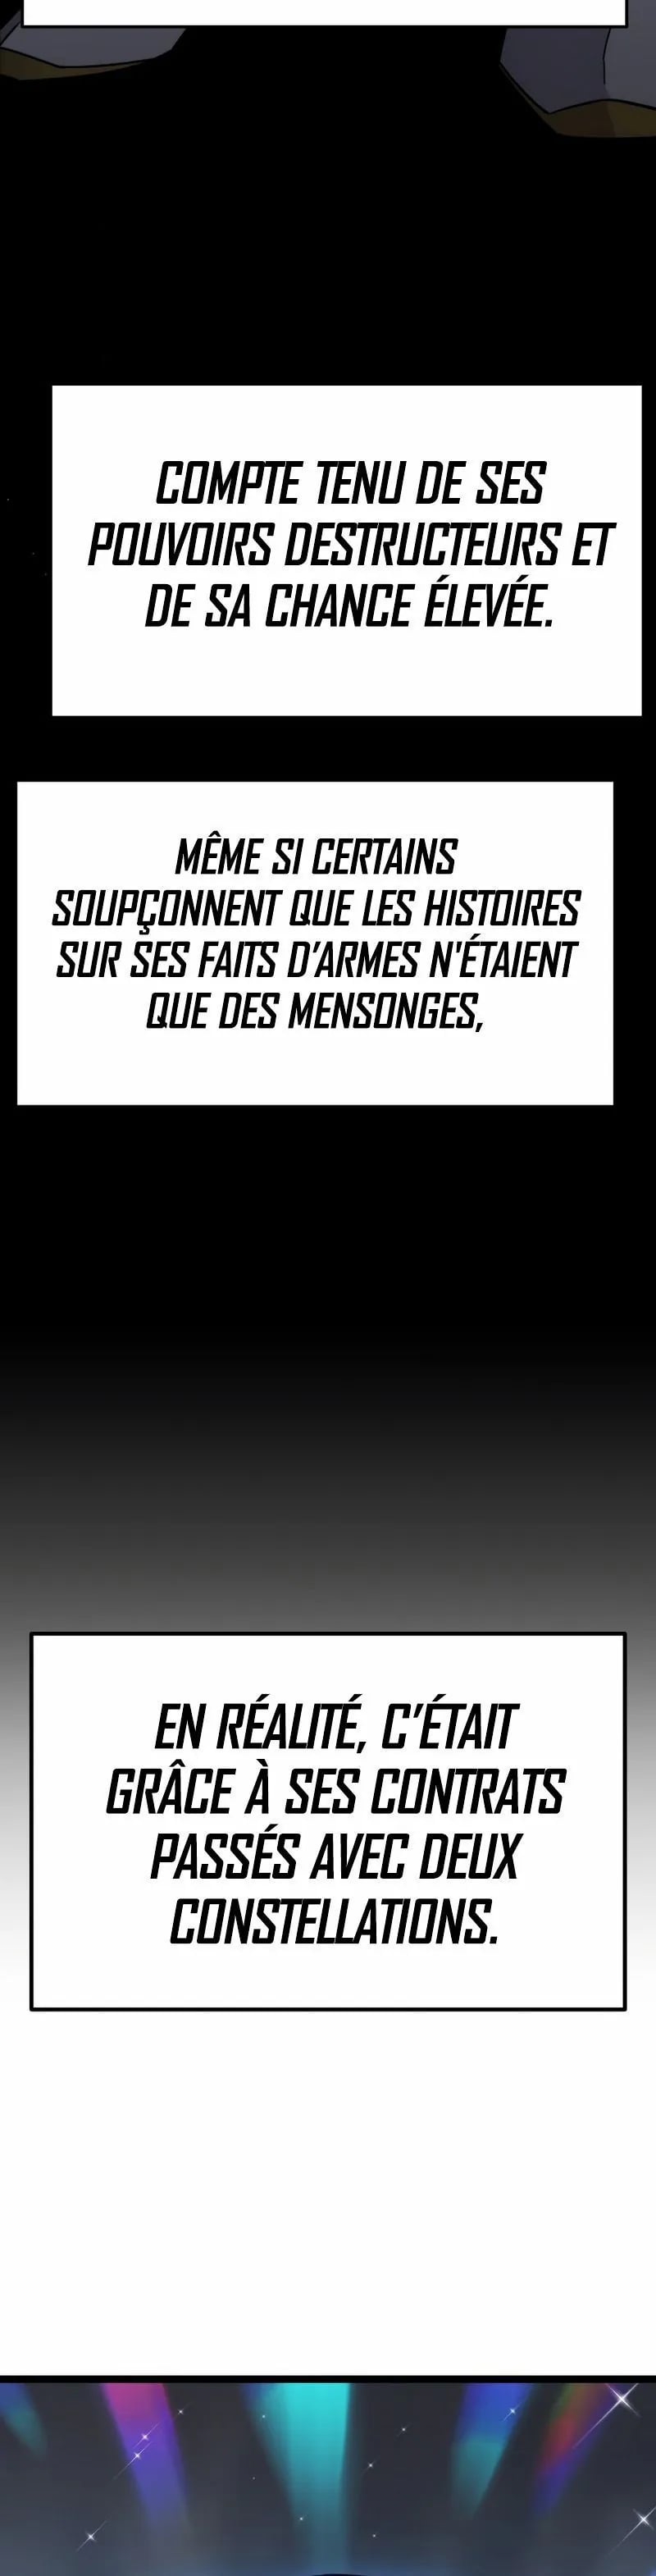 COMPTE TENU DE SES
POUVOIRS DESTRUCTEURS ET
DE SA CHANCE ÉLEVÉE.
MÊME SI CERTAINS
SOUPÇONNENT QUE LES HISTOIRES
SUR SES FAITS D'ARMES N'ÉTAIENT
QUE DES MENSONGES,
EN RÉALITÉ, C'ÉTAIT
GRÂCE À SES CONTRATS
PASSÉS AVEC DEUX
CONSTELLATIONS.